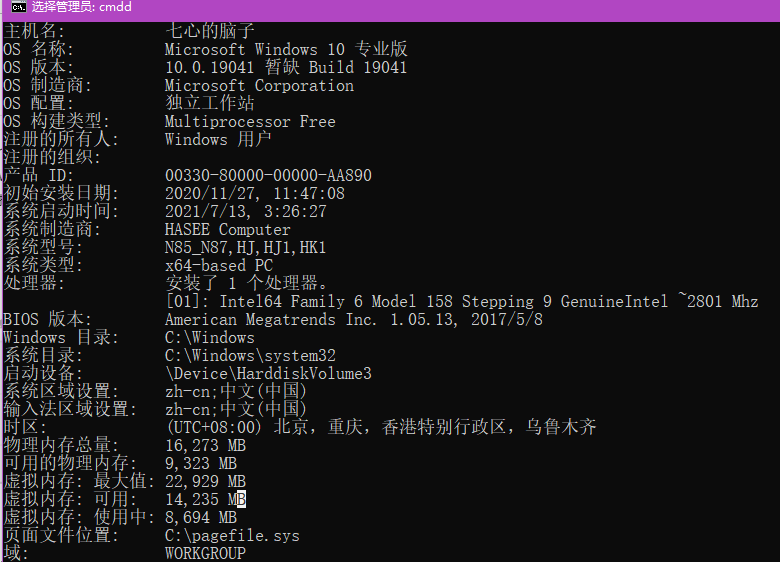 选择管理员: cmdd
主机名: 七心的脑子
OS 名称: Microsoft Windows 10 专业版
OS 版本: 10.0.19041 暂缺 Build 19041
OS 制造商: Microsoft Corporation
OS 配置: 独立工作站
OS 构建类型: Multiprocessor Free
注册的所有人: Windows 用户
注册的组织:
产品 ID: 00330-80000-00000-AA890
初始安装日期: 2020/11/27, 11:47:08
系统启动时间: 2021/7/13, 3:26:27
系统制造商: HASEE Computer
系统型号: N85_N87,HJ,HJ1,HK1
系统类型: x64-based PC
处理器: 安装了 1 个处理器。
[01]: Intel64 Family 6 Model 158 Stepping 9 GenuineIntel ~2801 Mhz
BIOS 版本: American Megatrends Inc. 1.05.13, 2017/5/8
Windows 目录: C:\Windows
系统目录: C:\Windows\system32
启动设备: \Device\HarddiskVolume3
系统区域设置: zh-cn;中文(中国)
输入法区域设置: zh-cn;中文(中国)
时区: (UTC+08:00) 北京，重庆，香港特别行政区，乌鲁木齐
物理内存总量: 16,273 MB
可用的物理内存: 9,323 MB
虚拟内存: 最大值: 22,929 MB
虚拟内存: 可用: 14,235 MB
虚拟内存: 使用中: 8,694 MB
页面文件位置: C:\pagefile.sys
域: WORKGROUP